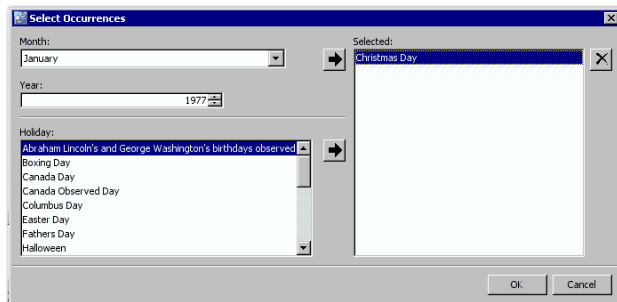 Select Occurrences
Month:
January
Year:
1977
Holiday:
Abraham Lincoln's and George Washington's birthdays observed
Boxing Day
Canada Day
Canada Observed Day
Columbus Day
Easter Day
Fathers Day
Halloween
Selected:
Christmas Day
OK
Cancel